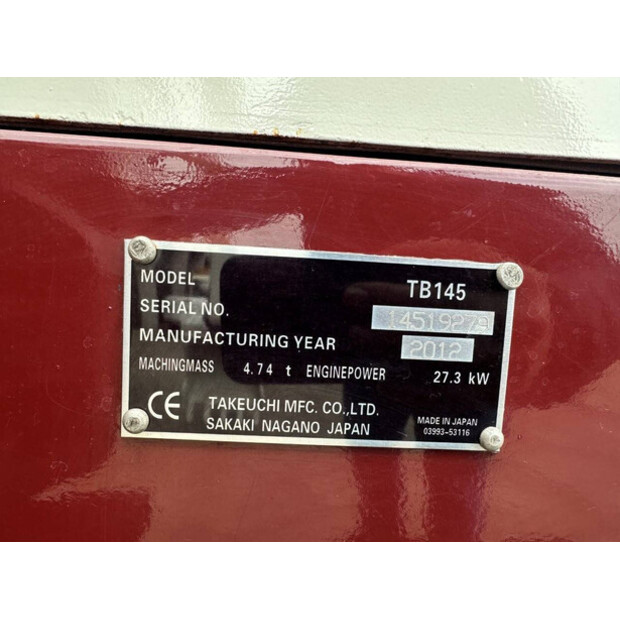 MODEL TB145
SERIAL NO. 14519279
MANUFACTURING YEAR 2012
MACHINGMASS 4.74 t ENGINEPOWER 27.3 kW
CE TAKEUCHI MFC. CO.,LTD.
SAKAKI NAGANO JAPAN
MADE IN JAPAN
03993-53116